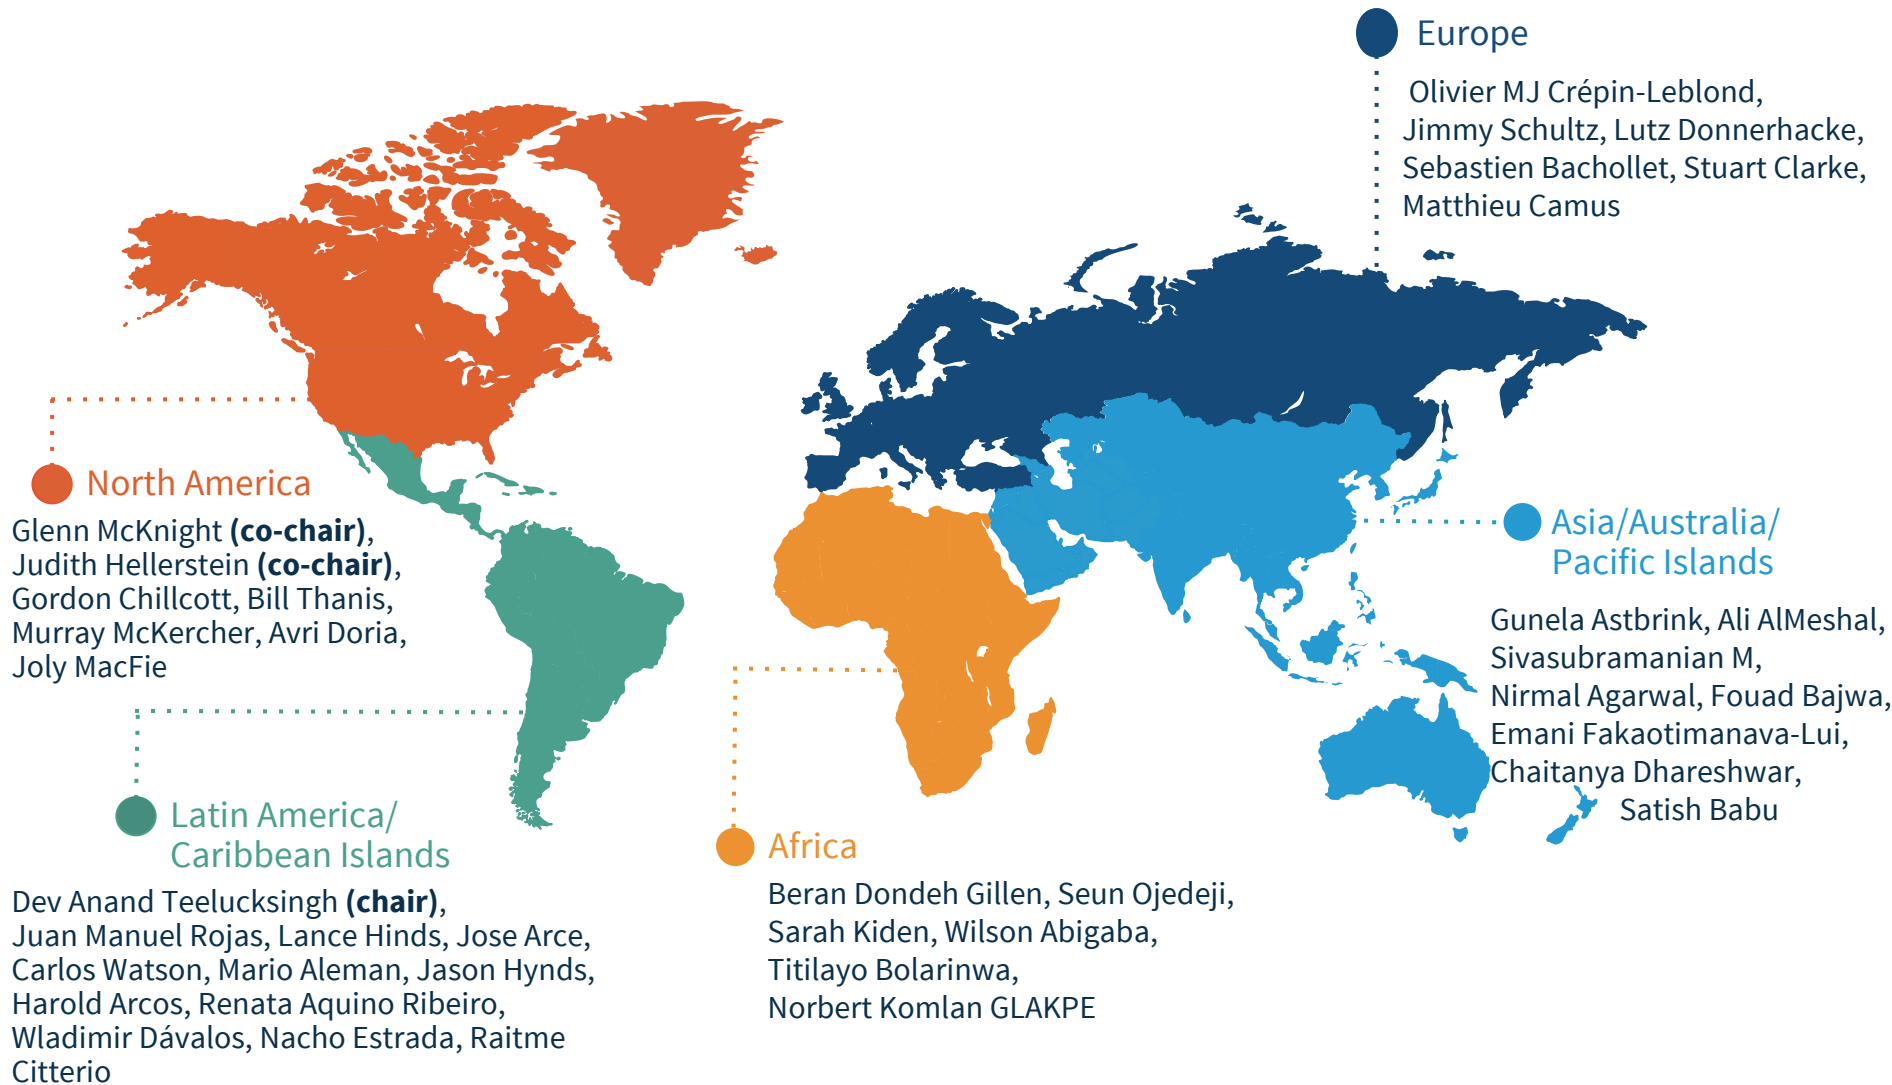 Europe
Olivier MJ Crépin-Leblond,
Jimmy Schultz, Lutz Donnerhacke,
Sebastien Bachollet, Stuart Clarke,
Matthieu Camus
North America
Glenn McKnight (co-chair),
Judith Hellerstein (co-chair),
Gordon Chillcott, Bill Thanis,
Murray McKercher, Avri Doria,
Joly MacFie
Asia/Australia/
Pacific Islands
Gunela Astbrink, Ali AlMeshal,
Sivasubramanian M,
Nirmal Agarwal, Fouad Bajwa,
Emani Fakaotimanava-Lui,
Chaitanya Dhareshwar,
Satish Babu
Latin America/
Caribbean Islands
Dev Anand Teelucksingh (chair),
Juan Manuel Rojas, Lance Hinds, Jose Arce,
Carlos Watson, Mario Aleman, Jason Hynds,
Harold Arcos, Renata Aquino Ribeiro,
Wladimir Dávalos, Nacho Estrada, Raitme
Citterio
Africa
Beran Dondeh Gillen, Seun Ojedeji,
Sarah Kiden, Wilson Abigaba,
Titilayo Bolarinwa,
Norbert Komlan GLAKPE